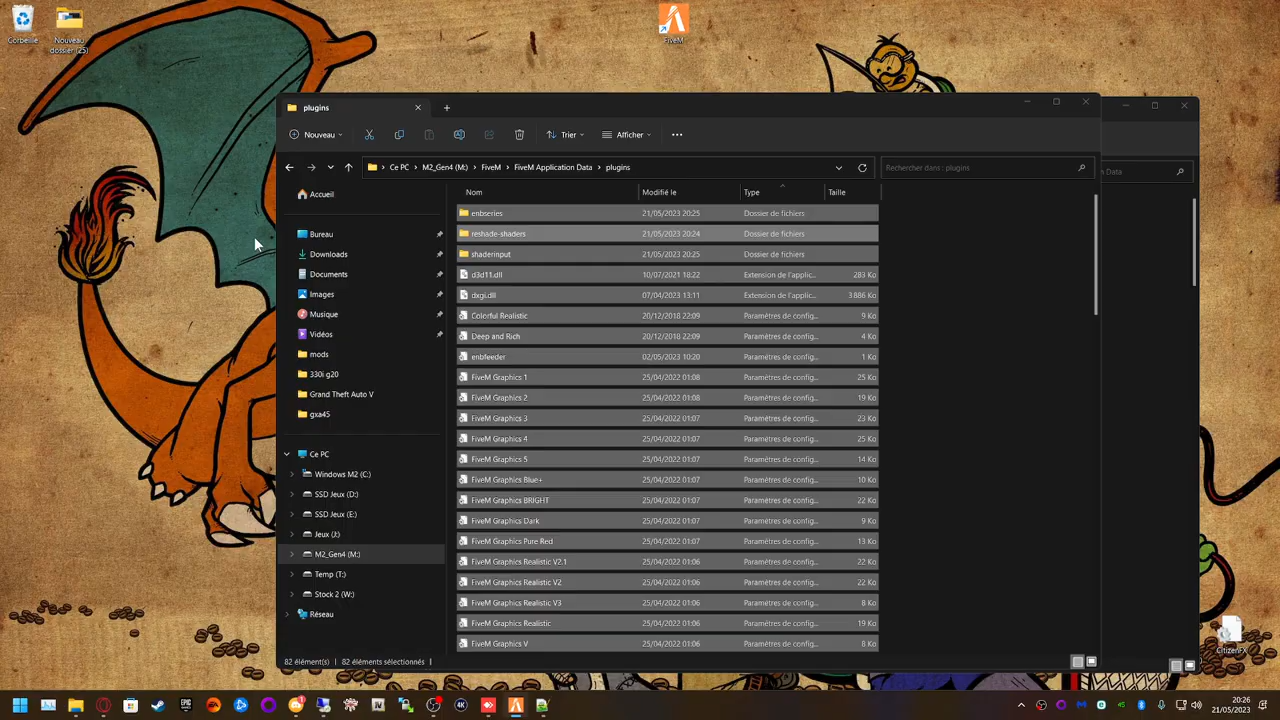 Corbeille
Nouveau
dossier (25)
FiveM
plugins
Nouveau
Trier
Afficher
Ce PC
M2_Gen4 (M:)
FiveM
FiveM Application Data
plugins
Rechercher dans : plugins
n Data
Accueil
Bureau
Downloads
Documents
Images
Musique
Vidéos
mods
330i g20
Grand Theft Auto V
gxa45
Ce PC
Windows M2 (C:)
SSD Jeux (D:)
SSD Jeux (E:)
Jeux (J:)
M2_Gen4 (M:)
Temp (T:)
Stock 2 (W:)
Réseau
Nom Modifié le Type Taille
enbseries 21/05/2023 20:25 Dossier de fichiers
reshade-shaders 21/05/2023 20:24 Dossier de fichiers
shaderinput 21/05/2023 20:25 Dossier de fichiers
d3d11.dll 10/07/2021 18:22 Extension de l'applic... 283 Ko
dxgi.dll 07/04/2023 13:11 Extension de l'applic... 3 886 Ko
Colorful Realistic 20/12/2018 22:09 Paramètres de config... 9 Ko
Deep and Rich 20/12/2018 22:09 Paramètres de config... 4 Ko
enbfeeder 02/05/2023 10:20 Paramètres de config... 1 Ko
FiveM Graphics 1 25/04/2022 01:08 Paramètres de config... 25 Ko
FiveM Graphics 2 25/04/2022 01:08 Paramètres de config... 19 Ko
FiveM Graphics 3 25/04/2022 01:07 Paramètres de config... 23 Ko
FiveM Graphics 4 25/04/2022 01:07 Paramètres de config... 25 Ko
FiveM Graphics 5 25/04/2022 01:07 Paramètres de config... 14 Ko
FiveM Graphics Blue+ 25/04/2022 01:07 Paramètres de config... 10 Ko
FiveM Graphics BRIGHT 25/04/2022 01:07 Paramètres de config... 22 Ko
FiveM Graphics Dark 25/04/2022 01:07 Paramètres de config... 9 Ko
FiveM Graphics Pure Red 25/04/2022 01:07 Paramètres de config... 13 Ko
FiveM Graphics Realistic V2.1 25/04/2022 01:06 Paramètres de config... 22 Ko
FiveM Graphics Realistic V2 25/04/2022 01:06 Paramètres de config... 22 Ko
FiveM Graphics Realistic V3 25/04/2022 01:06 Paramètres de config... 8 Ko
FiveM Graphics Realistic 25/04/2022 01:06 Paramètres de config... 19 Ko
FiveM Graphics V 25/04/2022 01:06 Paramètres de config... 8 Ko
82 élément(s)
82 éléments sélectionnés
CitizenFX
EPIC
4K
20:26
21/05/2023